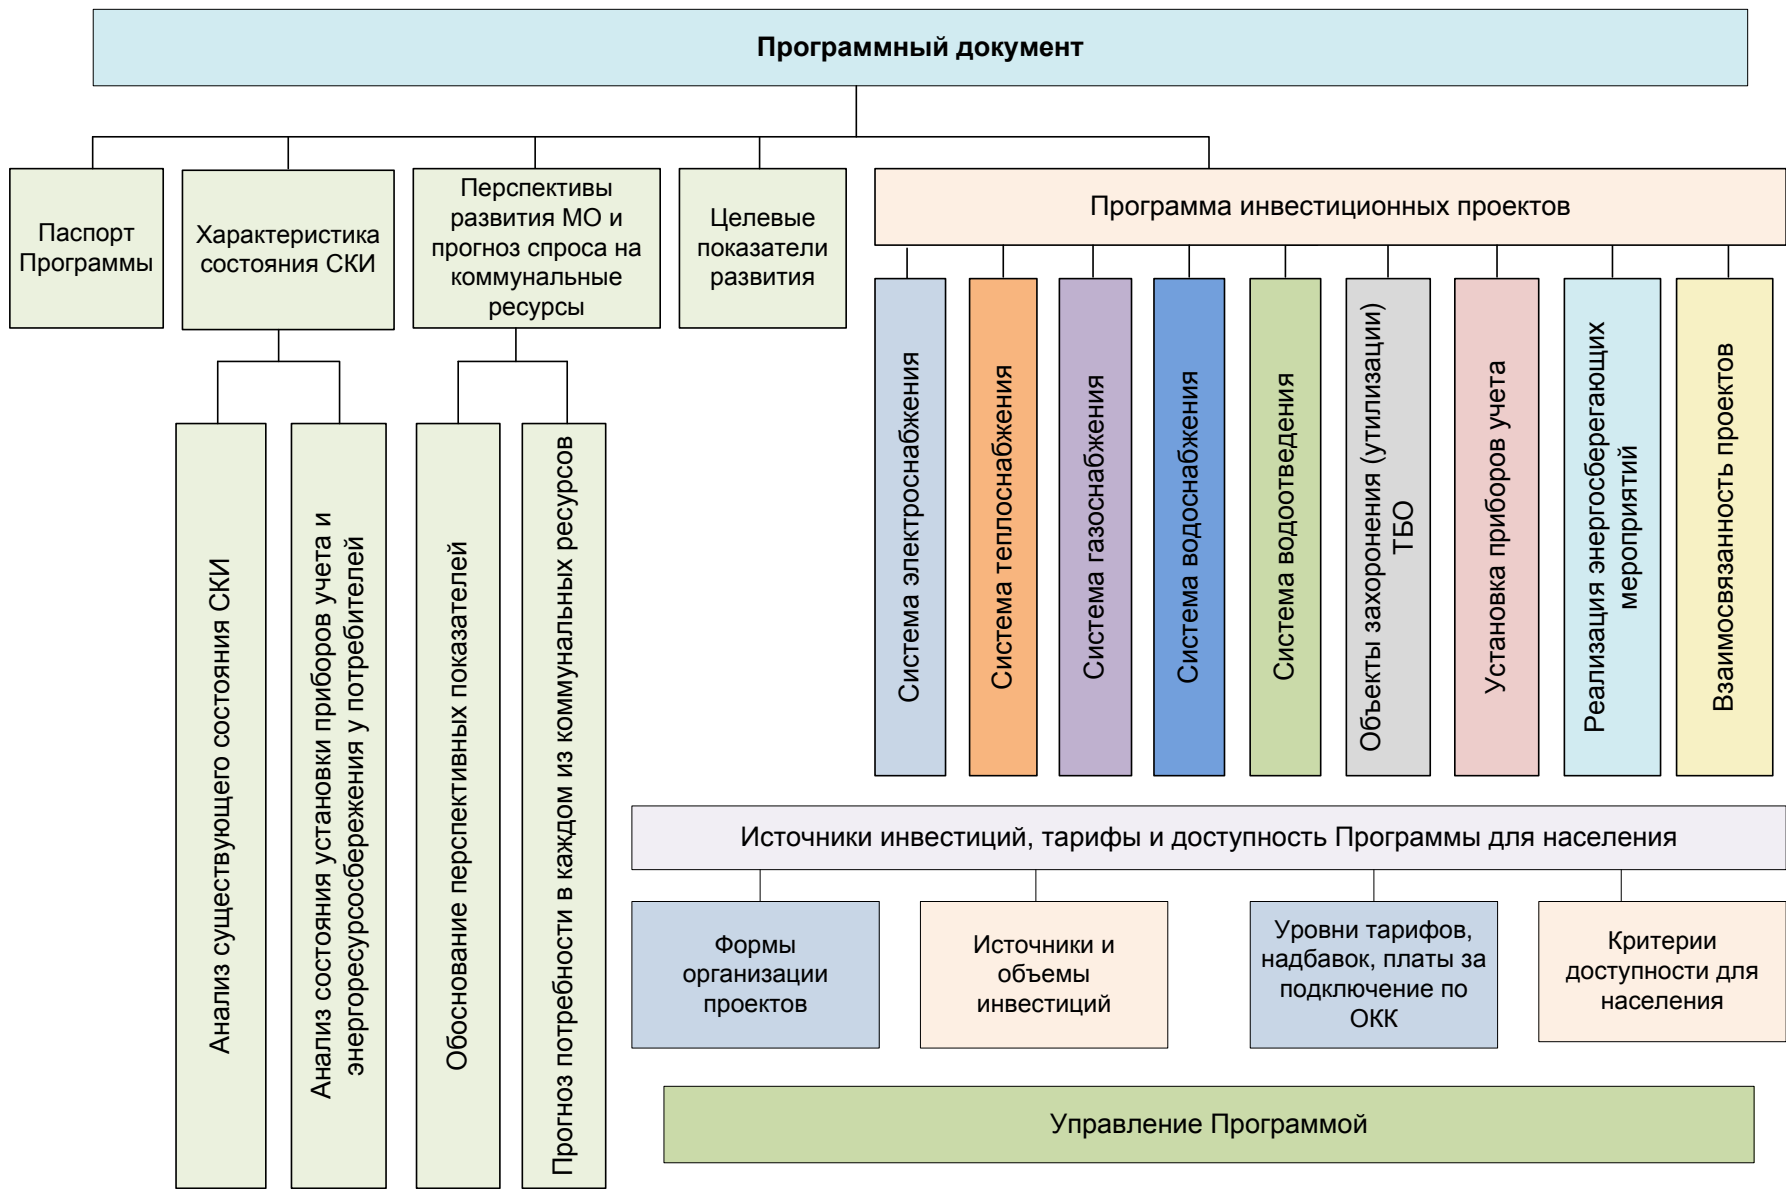 Программный документ
Паспорт
Программы
Характеристика
состояния СКИ
Перспективы
развития МО и
прогноз спроса на
коммунальные
ресурсы
Целевые
показатели
развития
Программа инвестиционных проектов
Анализ существующего состояния СКИ
Анализ состояния установки приборов учета и
энергоресурсосбережения у потребителей
Обоснование перспективных показателей
Прогноз потребности в каждом из коммунальных ресурсов
Система электроснабжения
Система теплоснабжения
Система газоснабжения
Система водоснабжения
Система водоотведения
Объекты захоронения (утилизации)
ТБО
Установка приборов учета
Реализация энергосберегающих
мероприятий
Взаимосвязанность проектов
Источники инвестиций, тарифы и доступность Программы для населения
Формы
организации
проектов
Источники и
объемы
инвестиций
Уровни тарифов,
надбавок, платы за
подключение по
ОКК
Критерии
доступности для
населения
Управление Программой